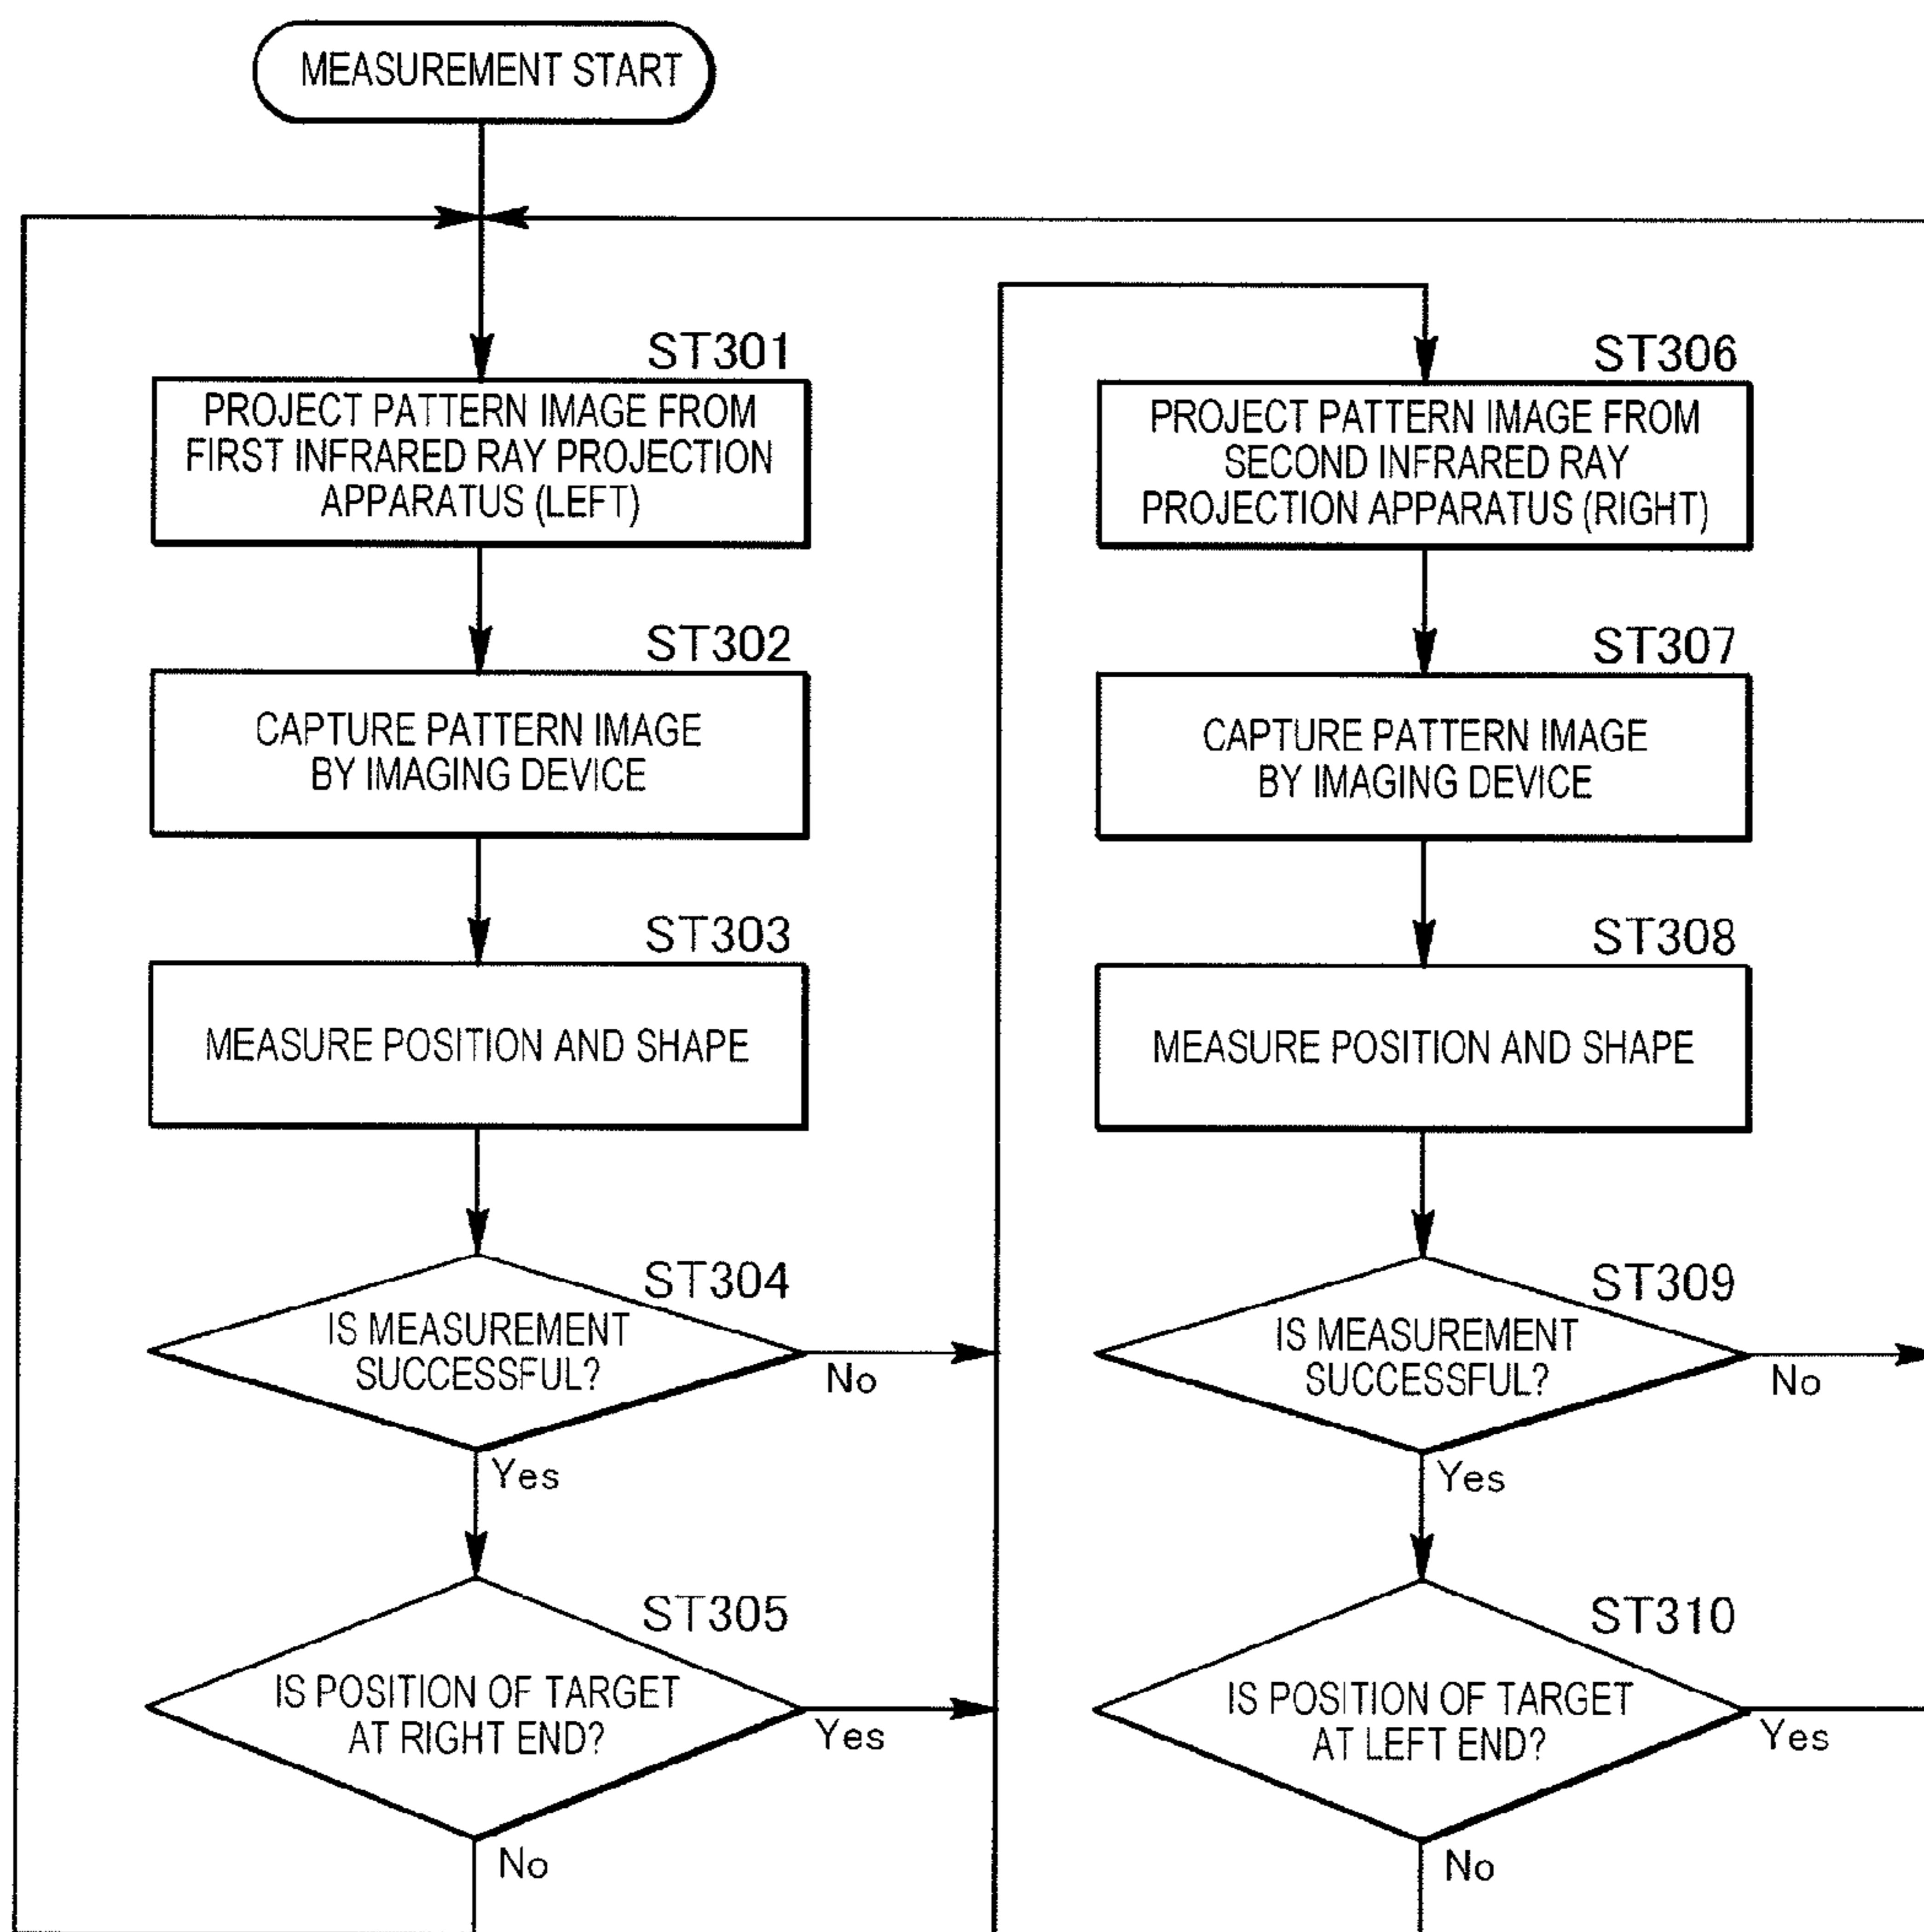 MEASUREMENT START
ST301
PROJECT PATTERN IMAGE FROM
FIRST INFRARED RAY PROJECTION
APPARATUS (LEFT)
ST302
CAPTURE PATTERN IMAGE
BY IMAGING DEVICE
ST303
MEASURE POSITION AND SHAPE
ST304
IS MEASUREMENT
SUCCESSFUL?
No
Yes
ST305
IS POSITION OF TARGET
AT RIGHT END?
Yes
No
ST306
PROJECT PATTERN IMAGE FROM
SECOND INFRARED RAY
PROJECTION APPARATUS (RIGHT)
ST307
CAPTURE PATTERN IMAGE
BY IMAGING DEVICE
ST308
MEASURE POSITION AND SHAPE
ST309
IS MEASUREMENT
SUCCESSFUL?
No
Yes
ST310
IS POSITION OF TARGET
AT LEFT END?
Yes
No